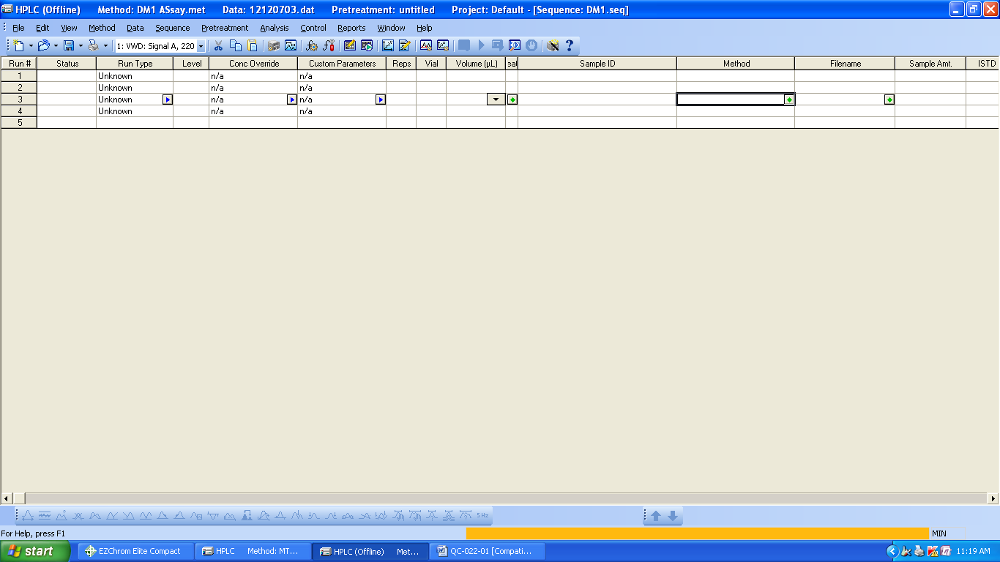 HPLC (Offline) Method: DM1 ASsay.met Data: 12120703.dat Pretreatment: untitled Project: Default - [Sequence: DM1.seq]
File Edit View Method Data Sequence Pretreatment Analysis Control Reports Window Help
1: VWD: Signal A, 220
Run # Status Run Type Level Conc Override Custom Parameters Reps Vial Volume (µL) eat Sample ID Method Filename Sample Amt. ISTD
1 Unknown n/a n/a
2 Unknown n/a n/a
3 Unknown n/a n/a
4 Unknown n/a n/a
5
5 Hz
For Help, press F1 MIN
start EZChrom Elite Compact HPLC Method: MT... HPLC (Offline) Met... QC-022-01 [Compati... 11:19 AM